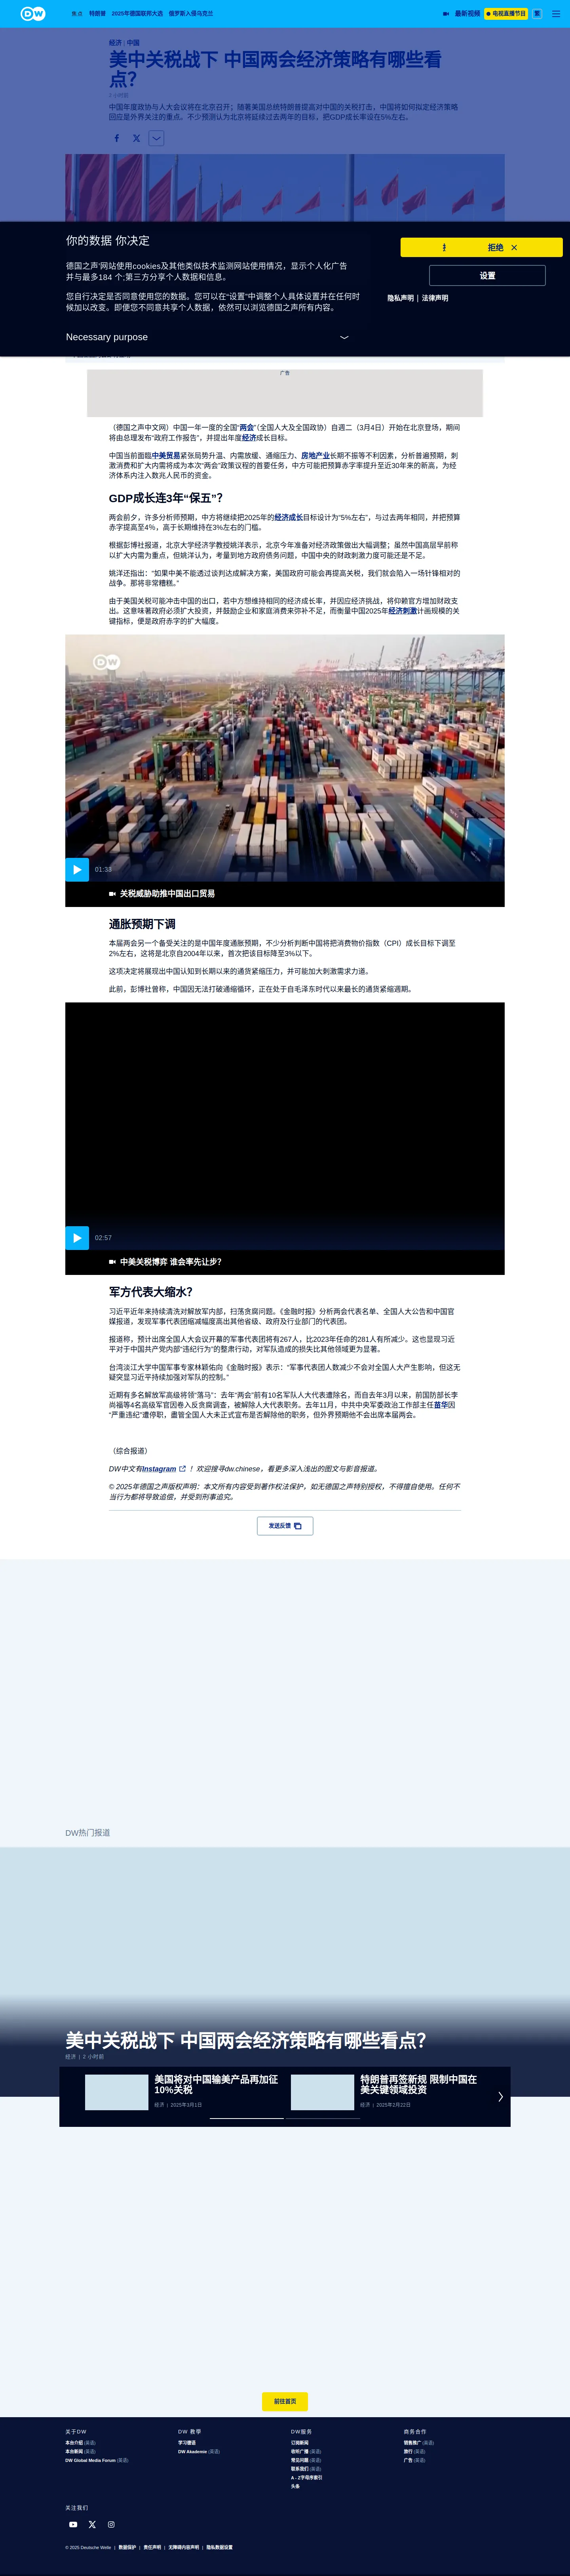 DW
焦点 特朗普 2025年德国联邦大选 俄罗斯入侵乌克兰
最新视频 电视直播节目 繁
经济 | 中国
美中关税战下 中国两会经济策略有哪些看
点？
2 小时前
中国年度政协与人大会议将在北京召开；随著美国总统特朗普提高对中国的关税打击，中国将如何拟定经济策略
回应是外界关注的重点。不少预测认为北京将延续过去两年的目标，把GDP成长率设在5%左右。
你的数据 你决定
德国之声¹网站使用cookies及其他类似技术监测网站使用情况，显示个人化广告
并与最多184 个¹;第三方分享个人数据和信息。
您自行决定是否同意使用您的数据。您可以在“设置”中调整个人具体设置并在任何时
候加以改变。即便您不同意共享个人数据，依然可以浏览德国之声所有内容。
Necessary purpose
拒绝
设置
隐私声明 | 法律声明
广告
（德国之声中文网）中国一年一度的全国“两会”（全国人大及全国政协）自週二（3月4日）开始在北京登场，期间
将由总理发布“政府工作报告”，并提出年度经济成长目标。
中国当前面临中美贸易紧张局势升温、内需放缓、通缩压力、房地产业长期不振等不利因素，分析普遍预期，刺
激消费和扩大内需将成为本次“两会”政策议程的首要任务，中方可能把预算赤字率提升至近30年来的新高，为经
济体系内注入数兆人民币的资金。
GDP成长连3年“保五”？
两会前夕，许多分析师预期，中方将继续把2025年的经济成长目标设计为“5%左右”，与过去两年相同，并把预算
赤字提高至4%，高于长期维持在3%左右的门槛。
根据彭博社报道，北京大学经济学教授姚洋表示，北京今年准备对经济政策做出大幅调整；虽然中国高层早前称
以扩大内需为重点，但姚洋认为，考量到地方政府债务问题，中国中央的财政刺激力度可能还是不足。
姚洋还指出：“如果中美不能透过谈判达成解决方案，美国政府可能会再提高关税，我们就会陷入一场针锋相对的
战争。那将非常糟糕。”
由于美国关税可能冲击中国的出口，若中方想维持相同的经济成长率，并因应经济挑战，将仰赖官方增加财政支
出。这意味著政府必须扩大投资，并鼓励企业和家庭消费来弥补不足，而衡量中国2025年经济刺激计画规模的关
键指标，便是政府赤字的扩大幅度。
DW
01:33
关税威胁助推中国出口贸易
通胀预期下调
本届两会另一个备受关注的是中国年度通胀预期，不少分析判断中国将把消费物价指数（CPI）成长目标下调至
2%左右，这将是北京自2004年以来，首次把该目标降至3%以下。
这项决定将展现出中国认知到长期以来的通货紧缩压力，并可能加大刺激需求力道。
此前，彭博社曾称，中国因无法打破通缩循环，正在处于自毛泽东时代以来最长的通货紧缩週期。
02:57
中美关税博弈 谁会率先让步？
军方代表大缩水？
习近平近年来持续清洗对解放军内部，扫荡贪腐问题。《金融时报》分析两会代表名单、全国人大公告和中国官
媒报道，发现军事代表团缩减幅度高出其他省级、政府及行业部门的代表团。
报道称，预计出席全国人大会议开幕的军事代表团将有267人，比2023年任命的281人有所减少。这也显现习近
平对于中国共产党内部“违纪行为”的整肃行动，对军队造成的损失比其他领域更为显著。
台湾淡江大学中国军事专家林颖佑向《金融时报》表示：“军事代表团人数减少不会对全国人大产生影响，但这无
疑突显习近平持续加强对军队的控制。”
近期有多名解放军高级将领“落马”：去年“两会”前有10名军队人大代表遭除名，而自去年3月以来，前国防部长李
尚福等4名高级军官因卷入反贪腐调查，被解除人大代表职务。去年11月，中共中央军委政治工作部主任苗华因
“严重违纪”遭停职，盡管全国人大未正式宣布是否解除他的职务，但外界预期他不会出席本届两会。
（综合报道）
DW中文有Instagram ！欢迎搜寻dw.chinese，看更多深入浅出的图文与影音报道。
© 2025年德国之声版权声明：本文所有内容受到著作权法保护，如无德国之声特别授权，不得擅自使用。任何不
当行为都将导致追偿，并受到刑事追究。
发送反馈
DW热门报道
美中关税战下 中国两会经济策略有哪些看点？
经济 | 2 小时前
美国将对中国输美产品再加征
10%关税
经济 | 2025年3月1日
特朗普再签新规 限制中国在
美关键领域投资
经济 | 2025年2月22日
前往首页
关于DW
本台介绍 (英语)
本台新闻 (英语)
DW Global Media Forum (英语)
DW 教學
学习德语
DW Akademie (英语)
DW服务
订阅新闻
收听广播 (英语)
常见问题 (英语)
联系我们 (英语)
A - Z字母序索引
头条
商务合作
销售推广 (英语)
旅行 (英语)
广告 (英语)
关注我们
© 2025 Deutsche Welle | 数据保护 | 责任声明 | 无障碍内容声明 | 隐私数据设置